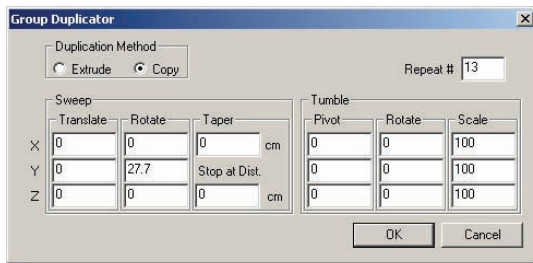 Group Duplicator
Duplication Method
Extrude Copy
Repeat # 13
Sweep Tumble
Translate Rotate Taper Pivot Rotate Scale
X 0 0 0 cm 0 0 100
Y 0 27.7 Stop at Dist. 0 0 100
Z 0 0 0 cm 0 0 100
OK Cancel